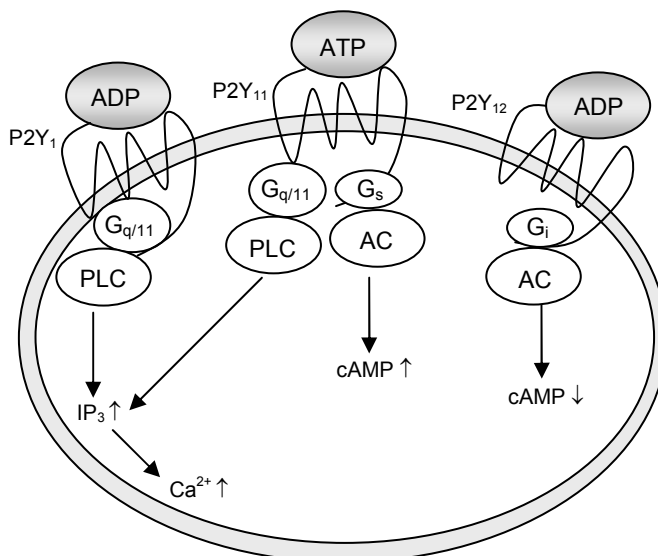 ATP
ADP
P2Y₁₁
P2Y₁₂
ADP
P2Y₁
Gq/11
Gs
Gq/11
Gi
PLC
AC
PLC
AC
cAMP ↑
cAMP ↓
IP₃ ↑
Ca²⁺ ↑